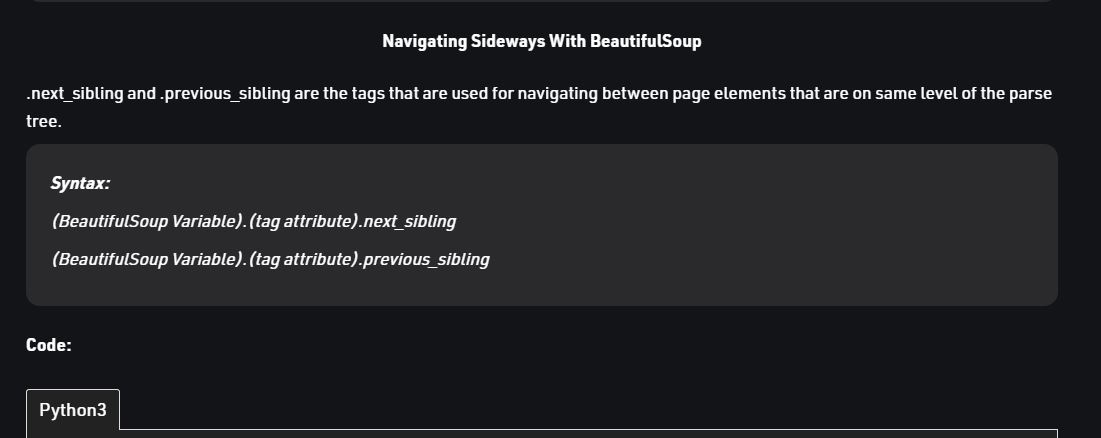 Navigating Sideways With BeautifulSoup
.next_sibling and .previous_sibling are the tags that are used for navigating between page elements that are on same level of the parse
tree.
Syntax:
(BeautifulSoup Variable).(tag attribute).next_sibling
(BeautifulSoup Variable).(tag attribute).previous_sibling
Code:
Python3